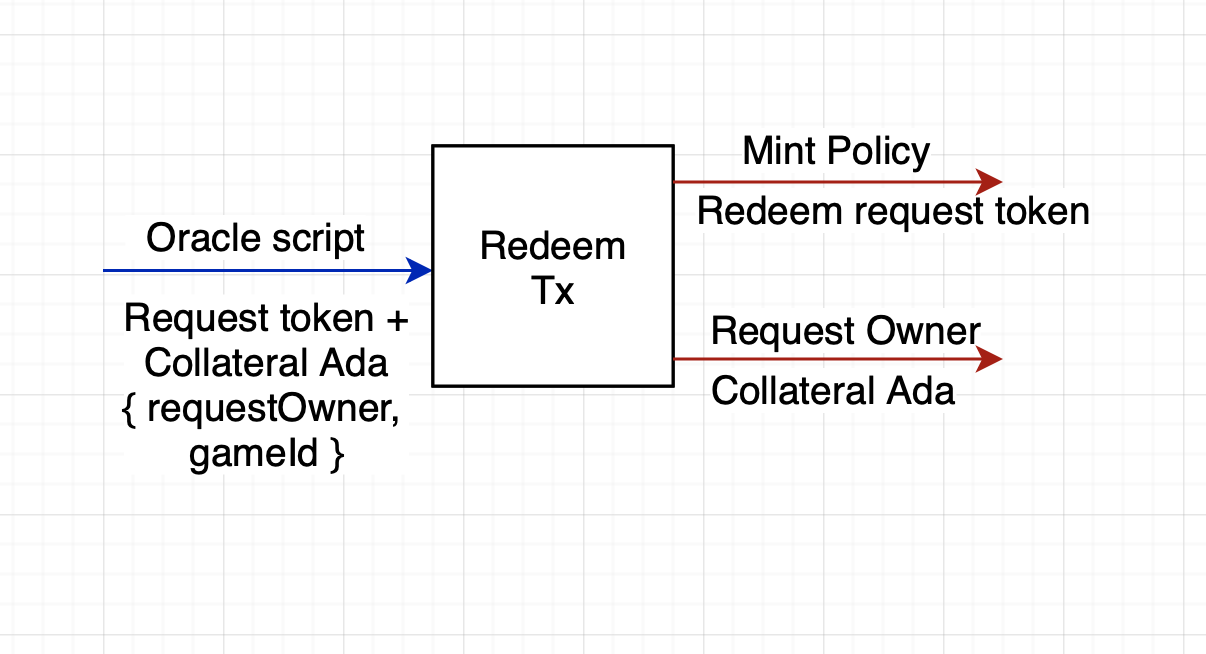 Oracle script
Request token +
Collateral Ada
{ requestOwner,
gameId }
Redeem
Tx
Mint Policy
Redeem request token
Request Owner
Collateral Ada